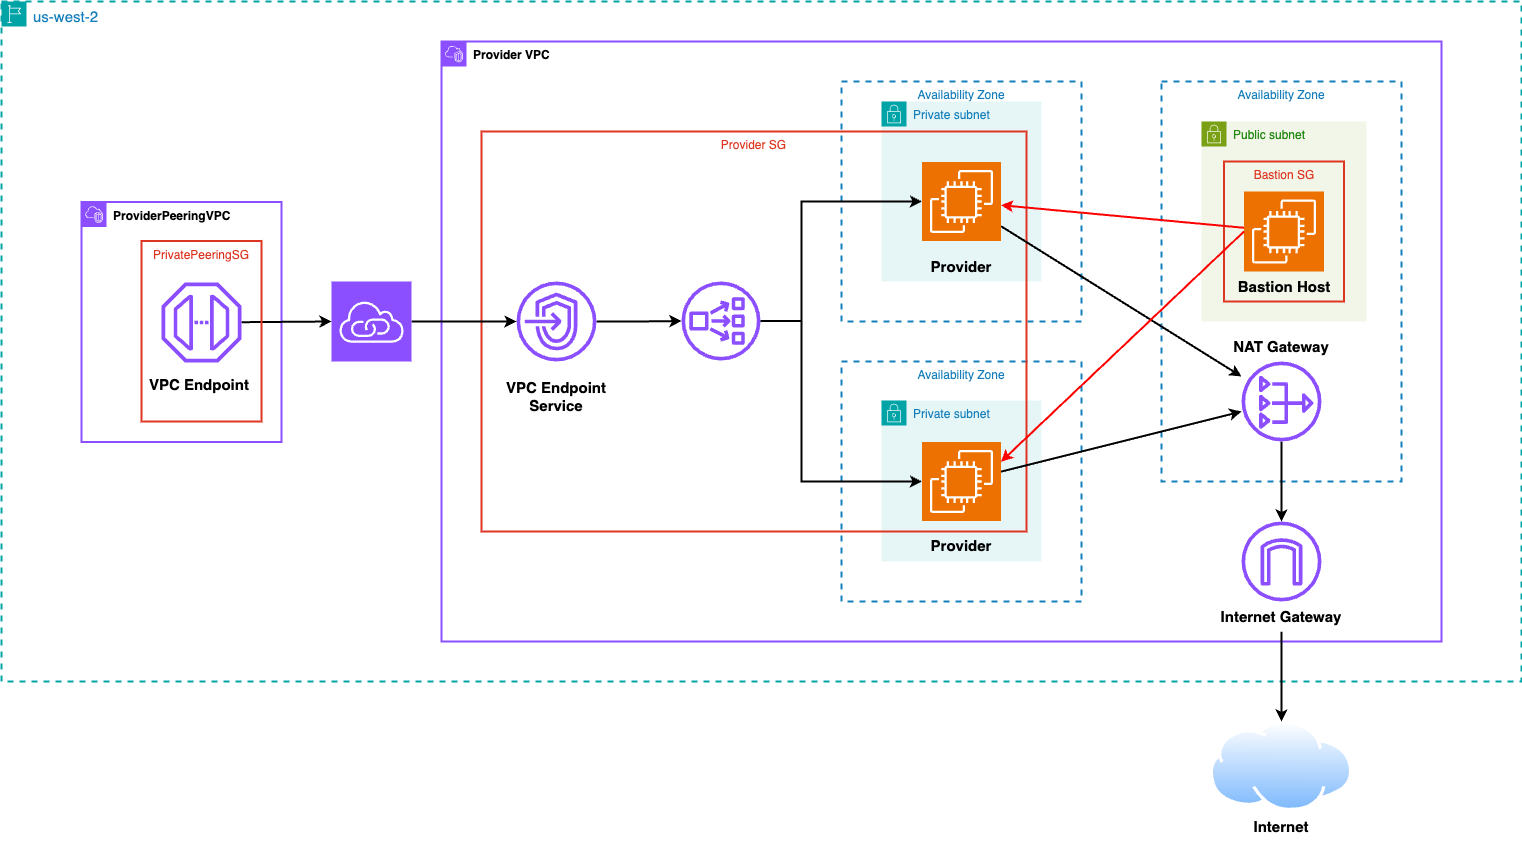 us-west-2
Provider VPC
Availability Zone
Availability Zone
Private subnet
Public subnet
Provider SG
Bastion SG
ProviderPeeringVPC
PrivatePeeringSG
Provider
Bastion Host
NAT Gateway
VPC Endpoint
VPC Endpoint
Service
Availability Zone
Private subnet
Provider
Internet Gateway
Internet